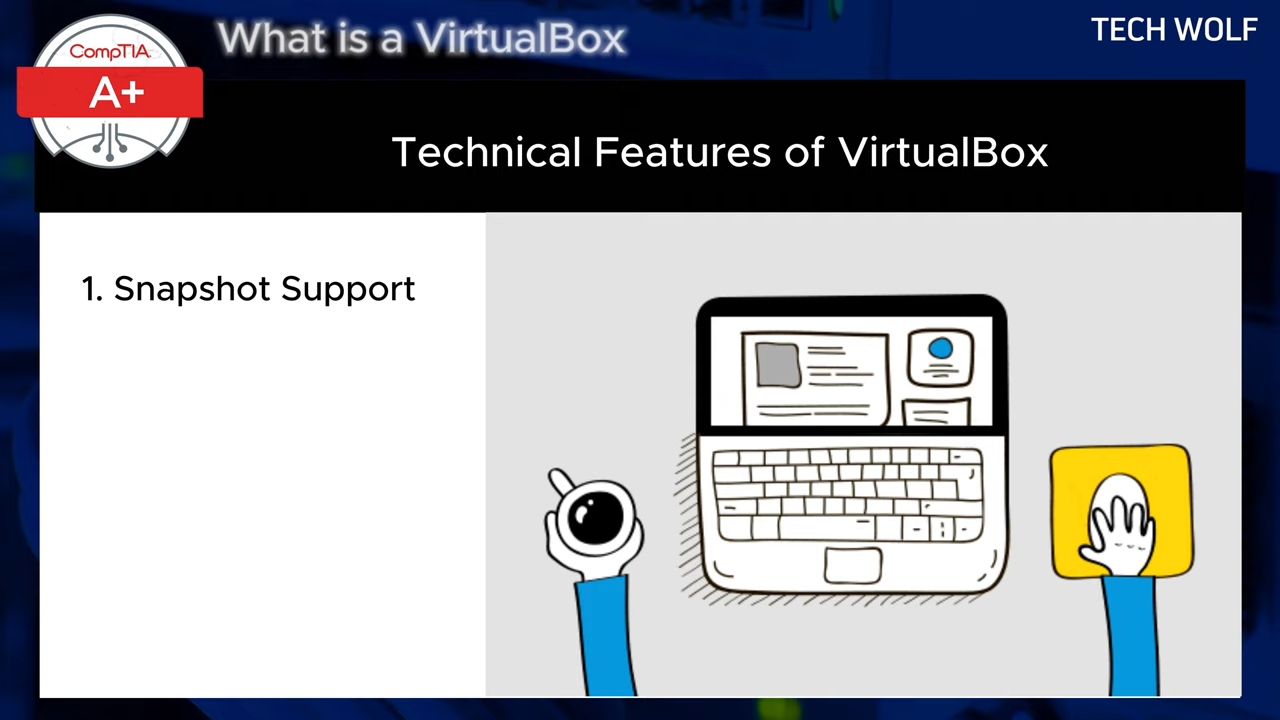 CompTIA.
A+
What is a VirtualBox
TECH WOLF
Technical Features of VirtualBox
1. Snapshot Support